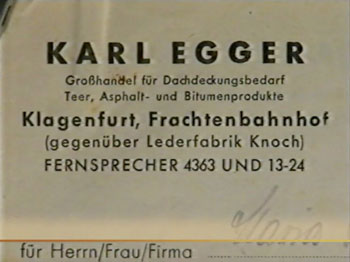 KARL EGGER
Großhandel für Dachdeckungsbedarf
Teer, Asphalt- und Bitumenprodukte
Klagenfurt, Frachtenbahnhof
(gegenüber Lederfabrik Knoch)
FERNSPRECHER 4363 UND 13-24
für Herrn/Frau/Firma